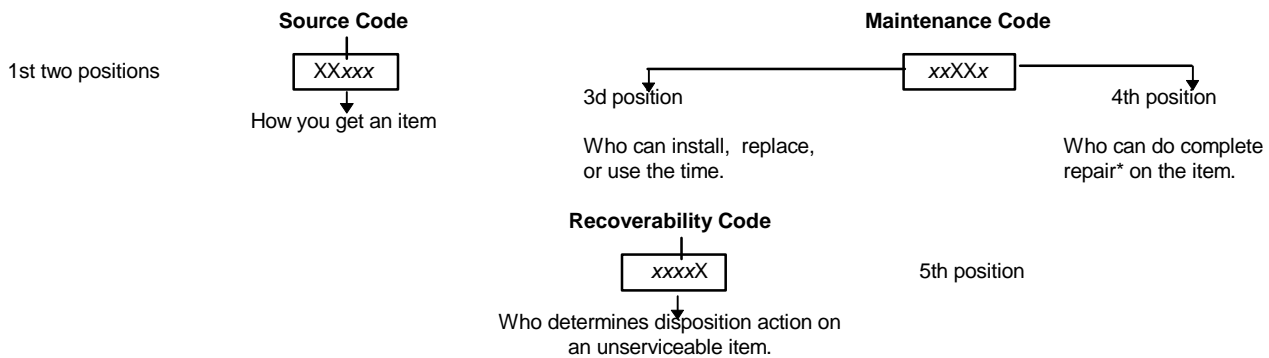 Source Code
Maintenance Code
1st two positions
XXxxx
xxXXx
3d position
4th position
How you get an item
Who can install, replace,
or use the time.
Who can do complete
repair* on the item.
Recoverability Code
xxxxX
5th position
Who determines disposition action on
an unserviceable item.